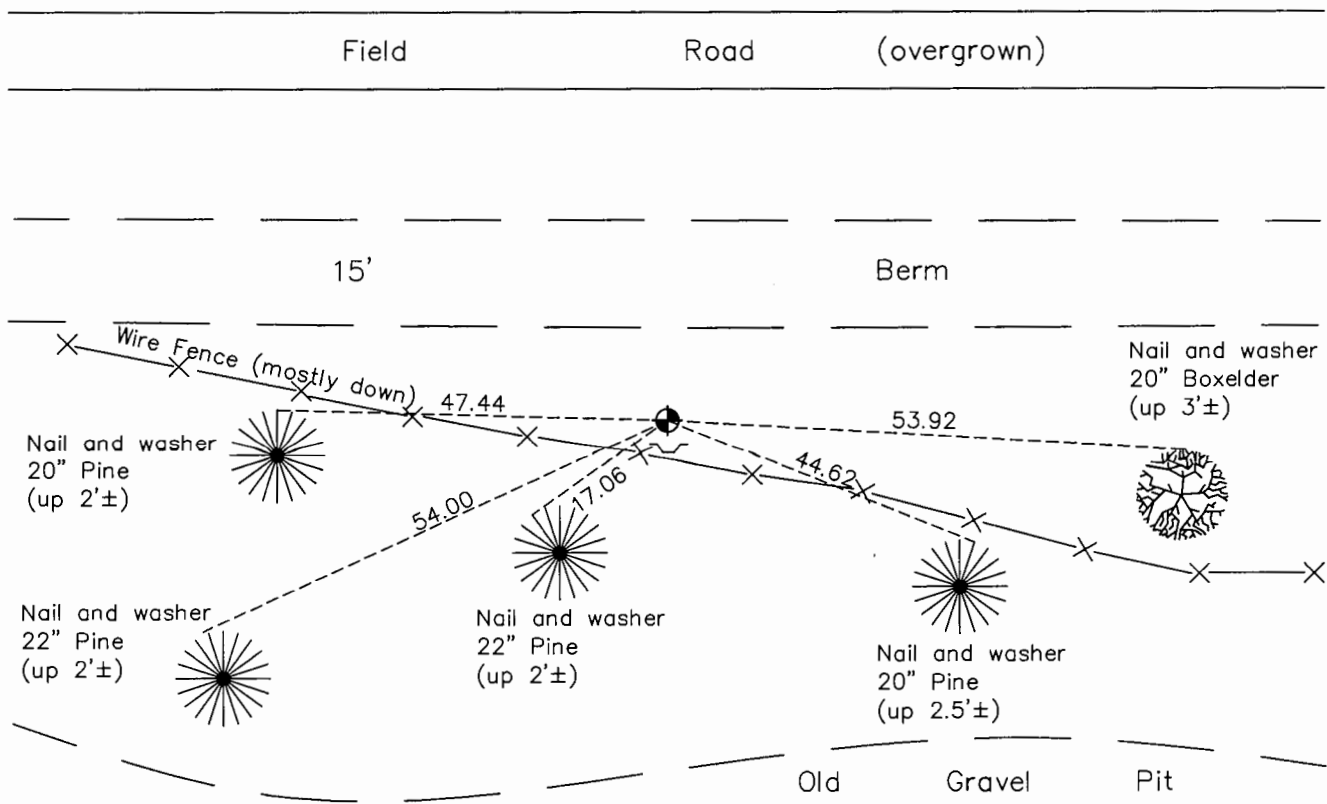 Field Road (overgrown)
15' Berm
Wire Fence (mostly down)
Nail and washer
20" Boxelder
(up 3'±)
47.44
53.92
Nail and washer
20" Pine
(up 2'±)
44.62
17.06
54.00
Nail and washer
22" Pine
(up 2'±)
Nail and washer
22" Pine
(up 2'±)
Nail and washer
20" Pine
(up 2.5'±)
Old Gravel Pit